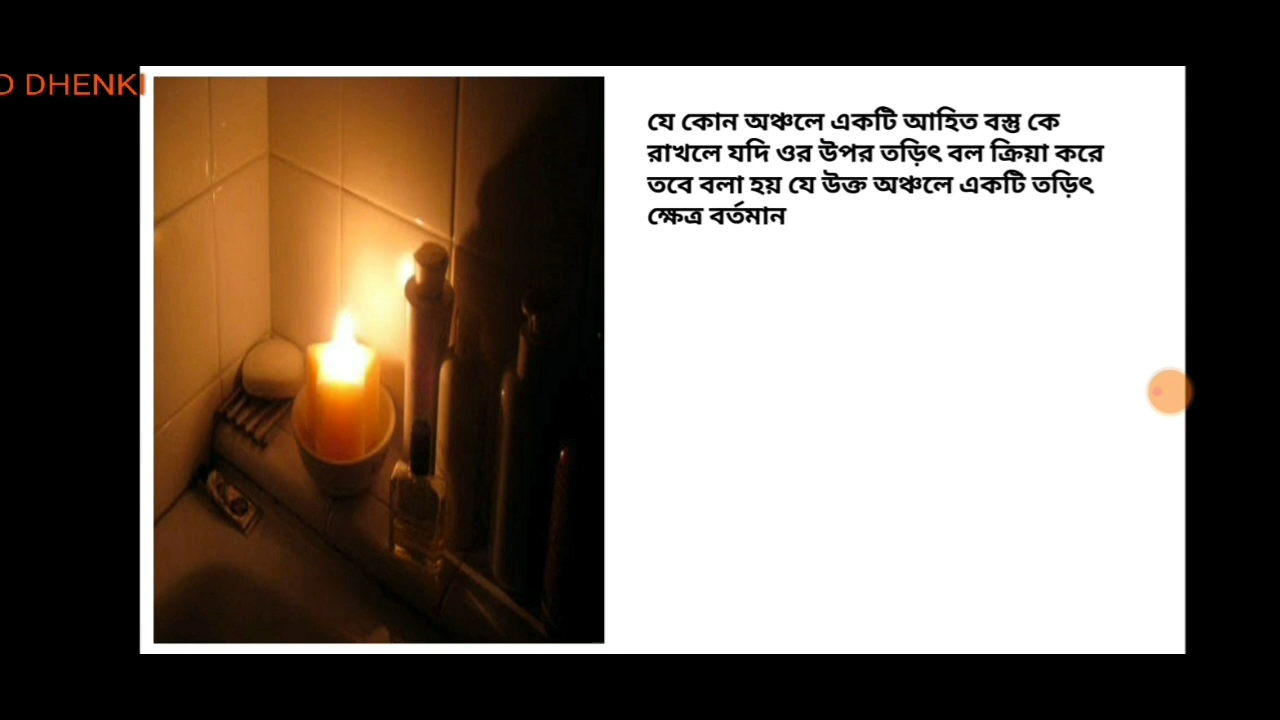 D DHENKI
যে কোন অঞ্চলে একটি আহিত বস্তু কে
রাখলে যদি ওর উপর তড়িৎ বল ক্রিয়া করে
তবে বলা হয় যে উক্ত অঞ্চলে একটি তড়িৎ
ক্ষেত্র বর্তমান